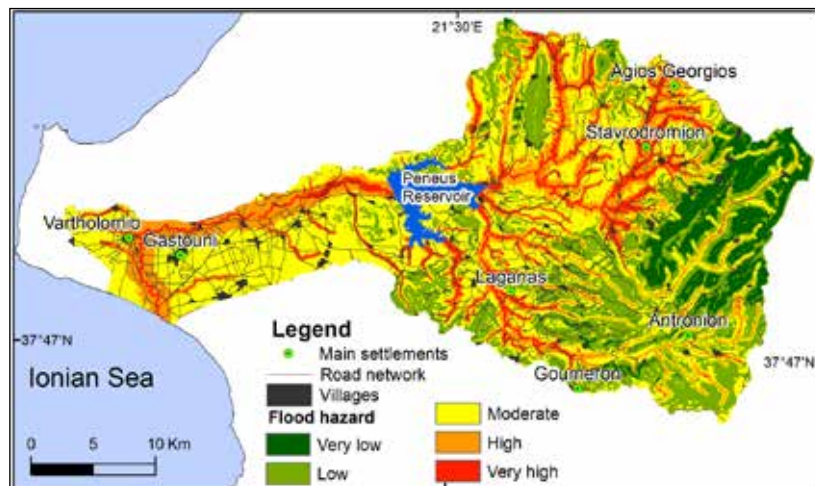 21°30'E
Agios Georgios
Stavrodromion
Peneus
Reservoir
Vartholomio
Gastouni
Laganas
Antronion
37°47'N
37°47'N
Goumeron
Ionian Sea
Legend
Main settlements
Road network
Villages
Flood hazard
Very low
Low
Moderate
High
Very high
0 5 10 Km